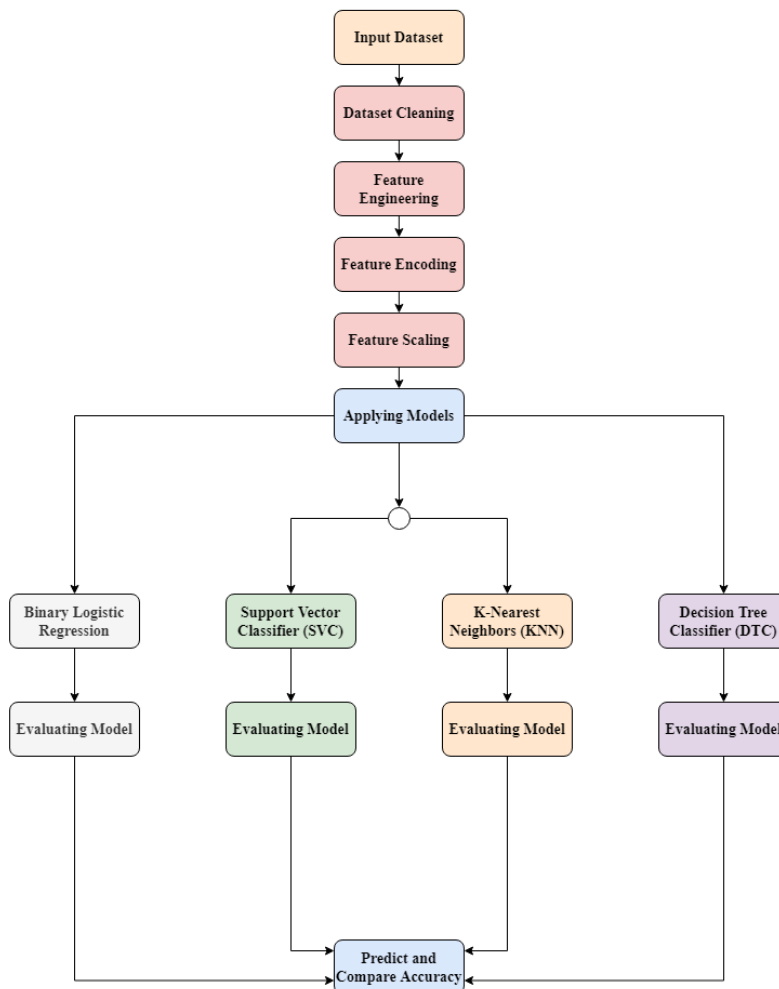 Input Dataset
Dataset Cleaning
Feature
Engineering
Feature Encoding
Feature Scaling
Applying Models
Binary Logistic
Regression
Support Vector
Classifier (SVC)
K-Nearest
Neighbors (KNN)
Decision Tree
Classifier (DTC)
Evaluating Model
Evaluating Model
Evaluating Model
Evaluating Model
Predict and
Compare Accuracy